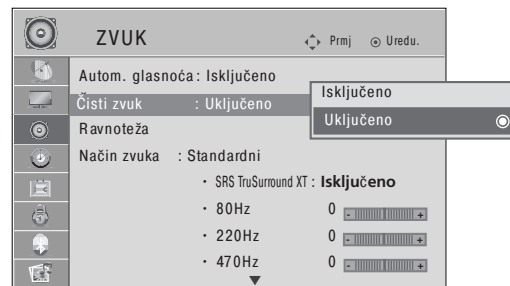 ZVUK
Prmj
Uredu.
Autom. glasnoća : Isključeno
Čisti zvuk : Uključeno
Isključeno
Uključeno
Ravnoteža
Način zvuka : Standardni
• SRS TruSurround XT : Isključeno
• 80Hz 0 - +
• 220Hz 0 - +
• 470Hz 0 - +